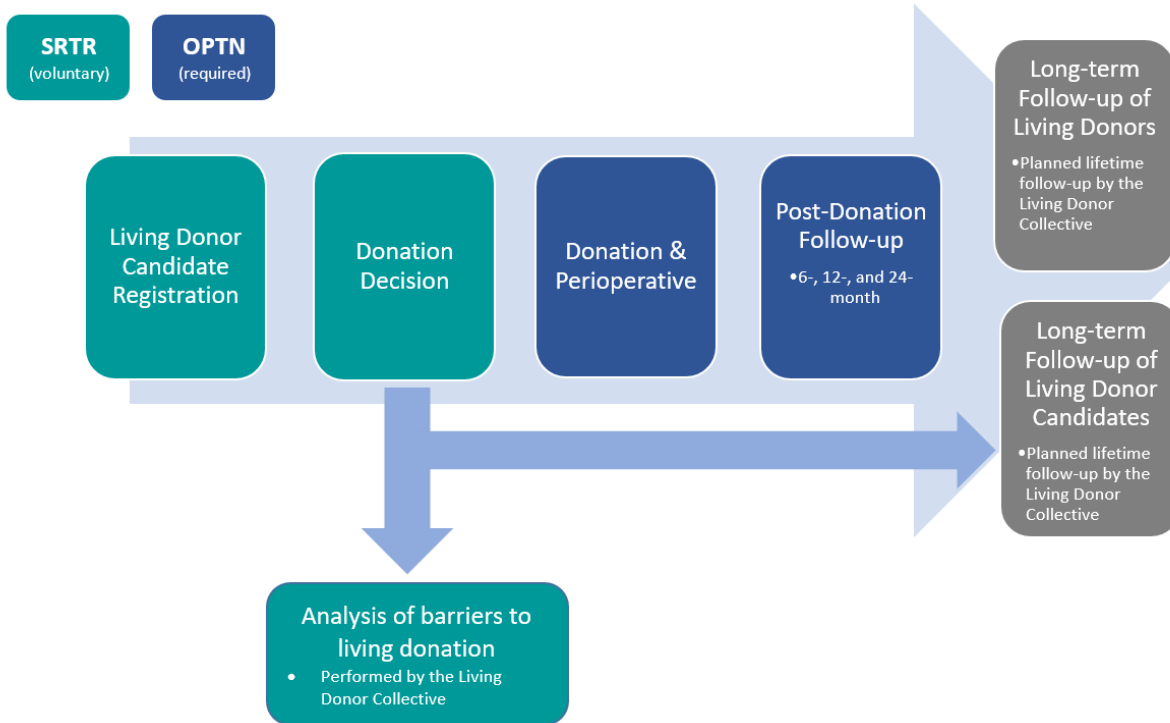 SRTR
(voluntary)
OPTN
(required)
Living Donor
Candidate
Registration
Donation
Decision
Donation &
Perioperative
Post-Donation
Follow-up
•6-, 12-, and 24-
month
Long-term
Follow-up of
Living Donors
•Planned lifetime
follow-up by the
Living Donor
Collective
Long-term
Follow-up of
Living Donor
Candidates
•Planned lifetime
follow-up by the
Living Donor
Collective
Analysis of barriers to
living donation
• Performed by the Living
Donor Collective